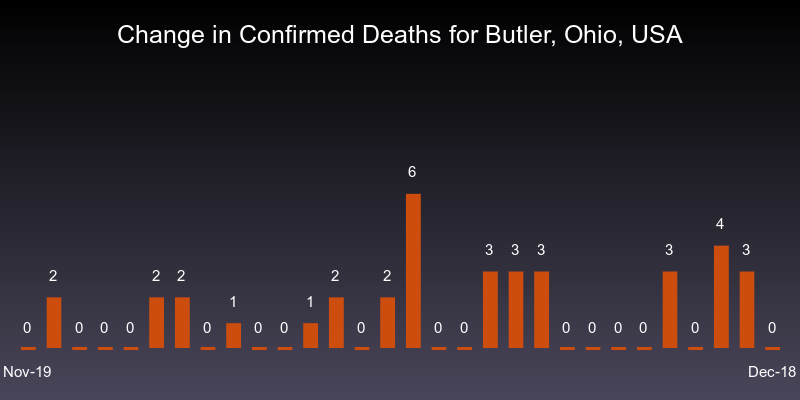 Change in Confirmed Deaths for Butler, Ohio, USA
6
4
3 3 3 3 3
2 2 2 2 2
1 1
0 0 0 0 0 0 0 0 0 0 0 0 0 0 0 0
Nov-19 Dec-18